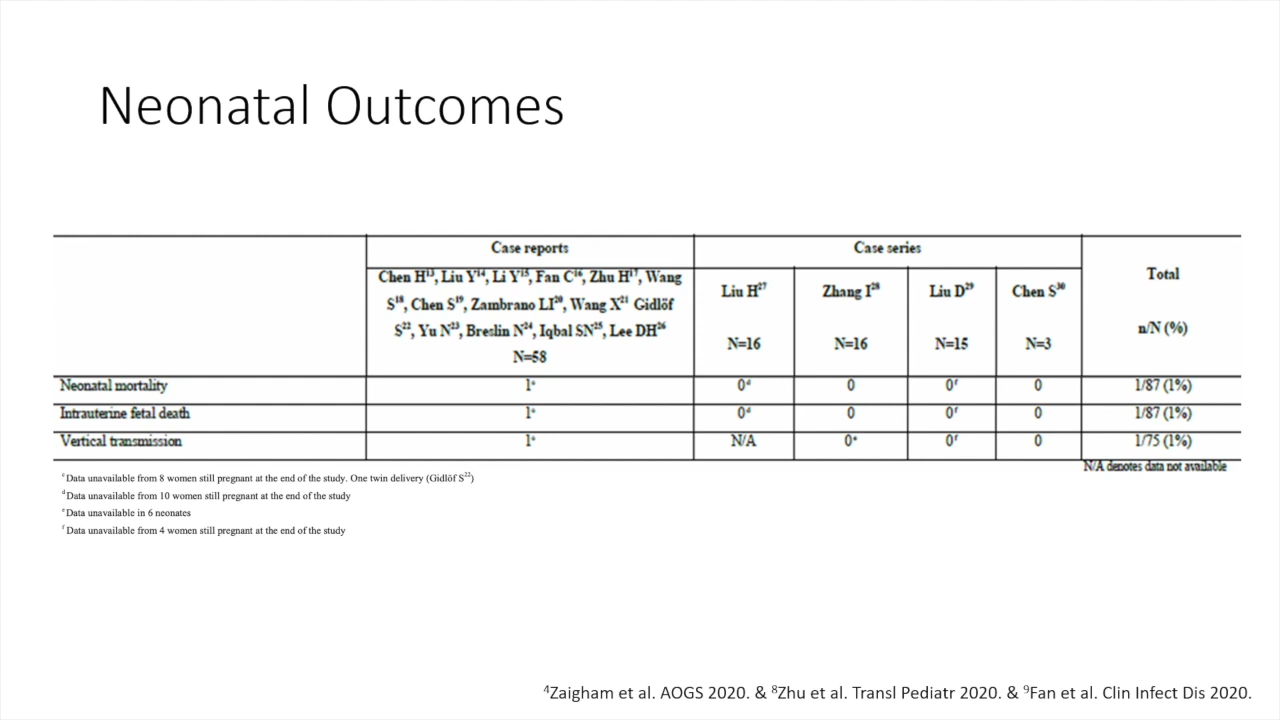 Neonatal Outcomes
Case reports Case series Total
Chen H¹³, Liu Y¹⁴, Li Y¹⁵, Fan C¹⁶, Zhu H¹⁷, Wang
S¹⁸, Chen S¹⁹, Zambrano LI²⁰, Wang X²¹ Gidlöf
S²², Yu N²³, Breslin N²⁴, Iqbal SN²⁵, Lee DH²⁶
N=58
Liu H²⁷ Zhang I²⁸ Liu D²⁹ Chen S³⁰
N=16 N=16 N=15 N=3
n/N (%)
Neonatal mortality 1ᶜ 0ᵈ 0 0ᶠ 0 1/87 (1%)
Intrauterine fetal death 1ᶜ 0ᵈ 0 0ᶠ 0 1/87 (1%)
Vertical transmission 1ᶜ N/A 0ᵉ 0ᶠ 0 1/75 (1%)
N/A denotes data not available
ᶜData unavailable from 8 women still pregnant at the end of the study. One twin delivery (Gidlöf S²²)
ᵈData unavailable from 10 women still pregnant at the end of the study
ᵉData unavailable in 6 neonates
ᶠData unavailable from 4 women still pregnant at the end of the study
⁴Zaigham et al. AOGS 2020. & ⁸Zhu et al. Transl Pediatr 2020. & ⁹Fan et al. Clin Infect Dis 2020.